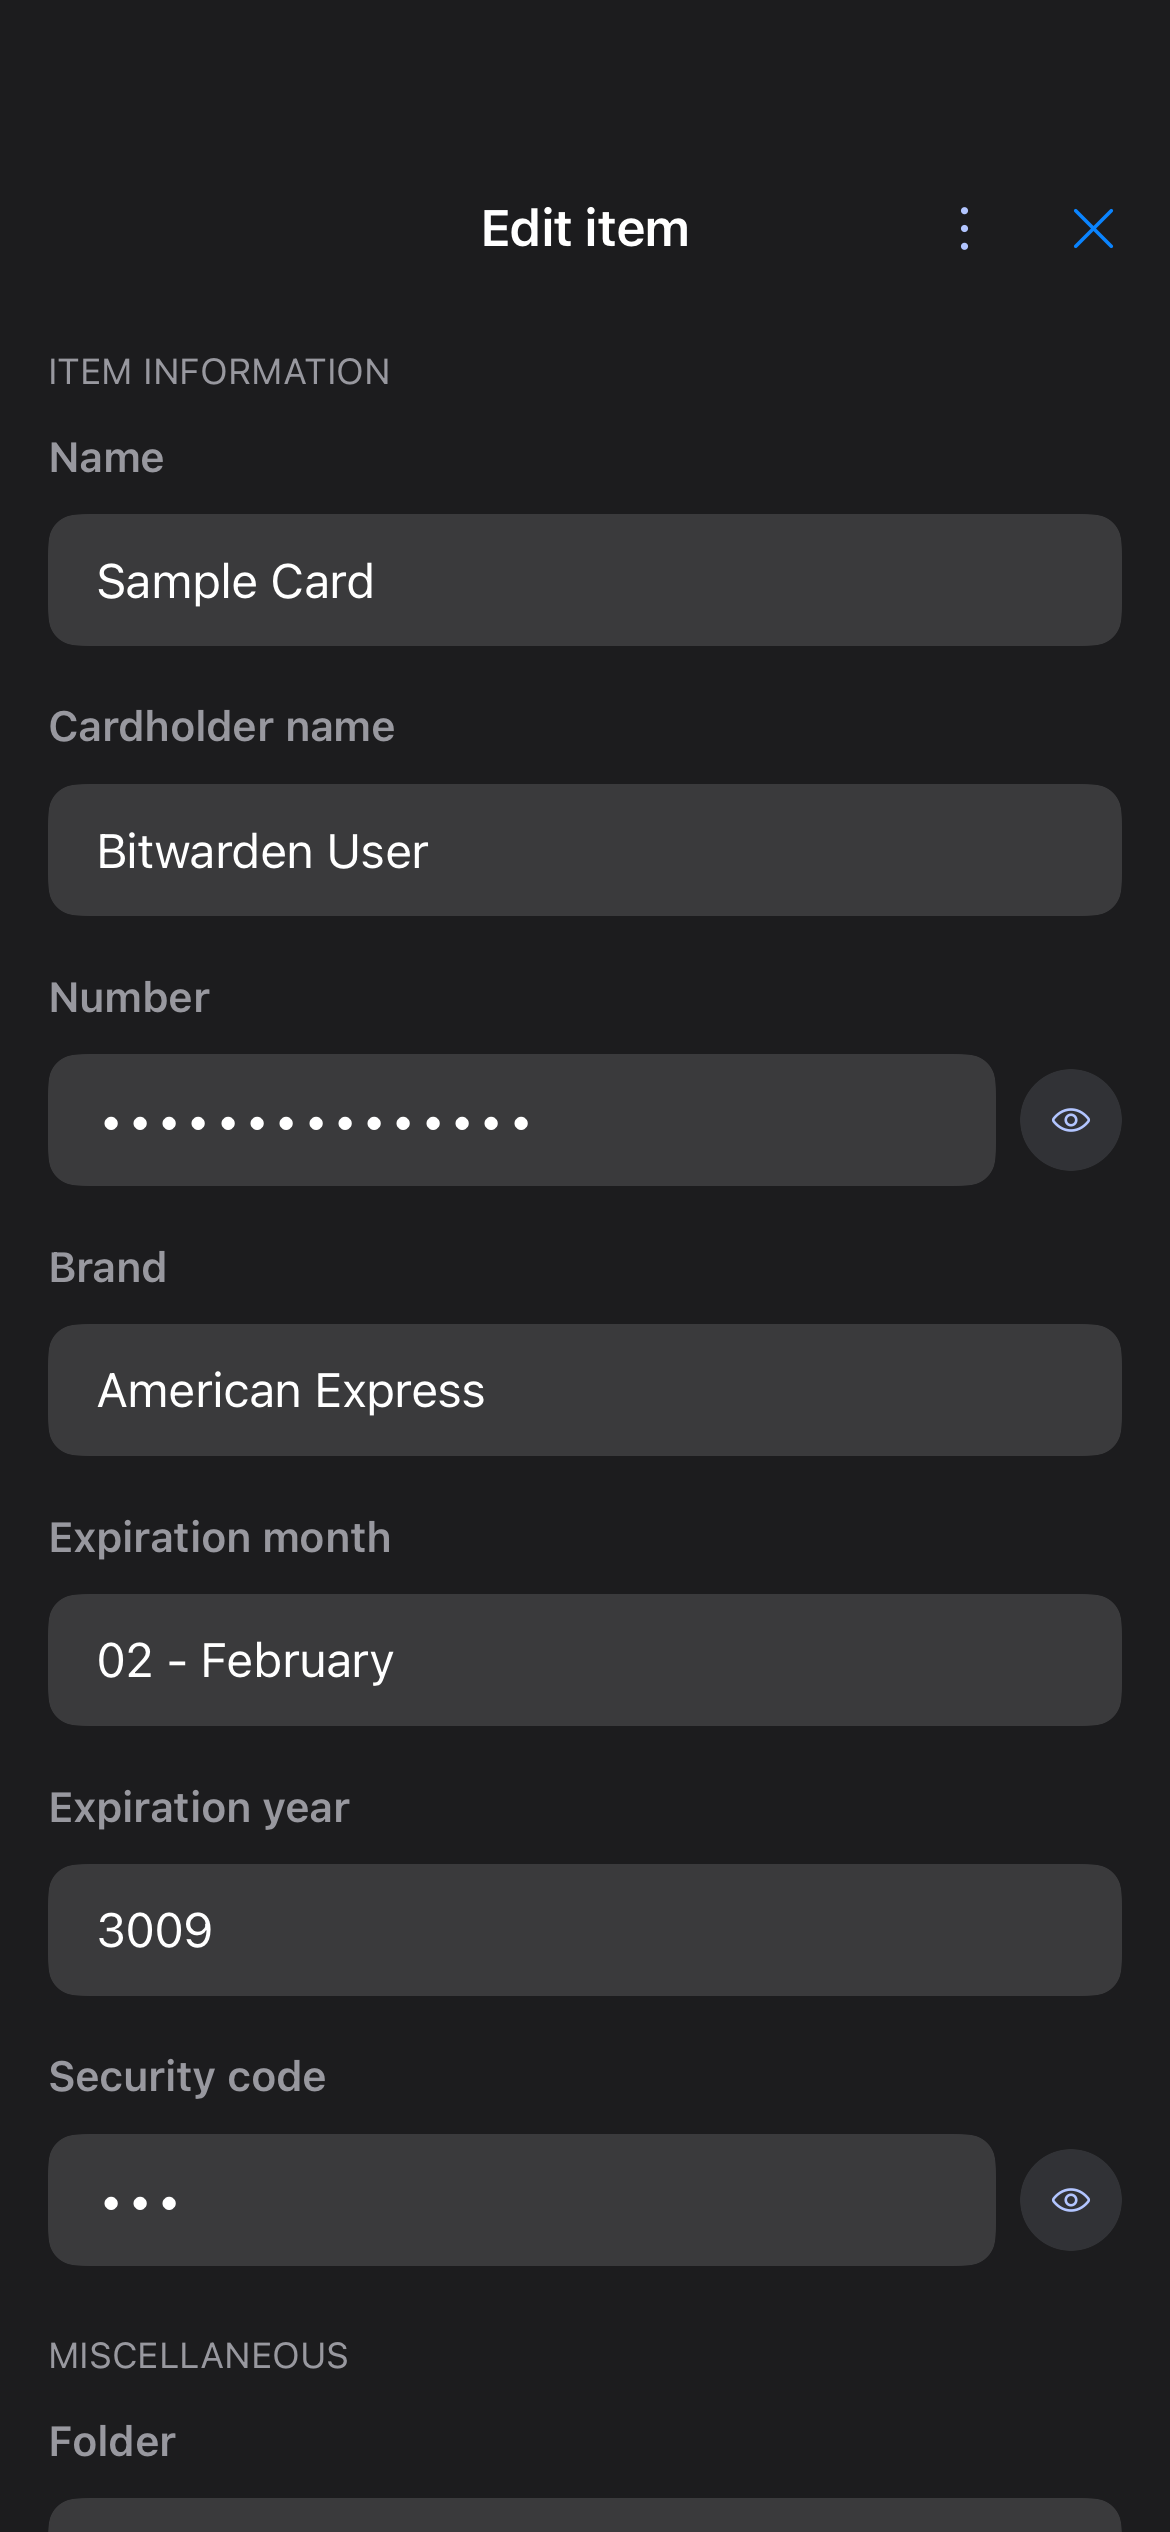 Edit item
ITEM INFORMATION
Name
Sample Card
Cardholder name
Bitwarden User
Number
•••••••••••••••
Brand
American Express
Expiration month
02 - February
Expiration year
3009
Security code
•••
MISCELLANEOUS
Folder